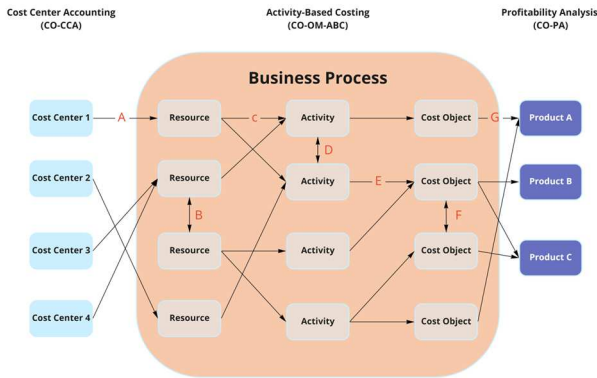 Cost Center Accounting
(CO-CCA)
Activity-Based Costing
(CO-OM-ABC)
Profitability Analysis
(CO-PA)
Business Process
Cost Center 1
A
Resource
c
Activity
Cost Object
G
Product A
D
Cost Center 2
Resource
Activity
E
Cost Object
Product B
B
F
Cost Center 3
Resource
Activity
Cost Object
Product C
Cost Center 4
Resource
Activity
Cost Object